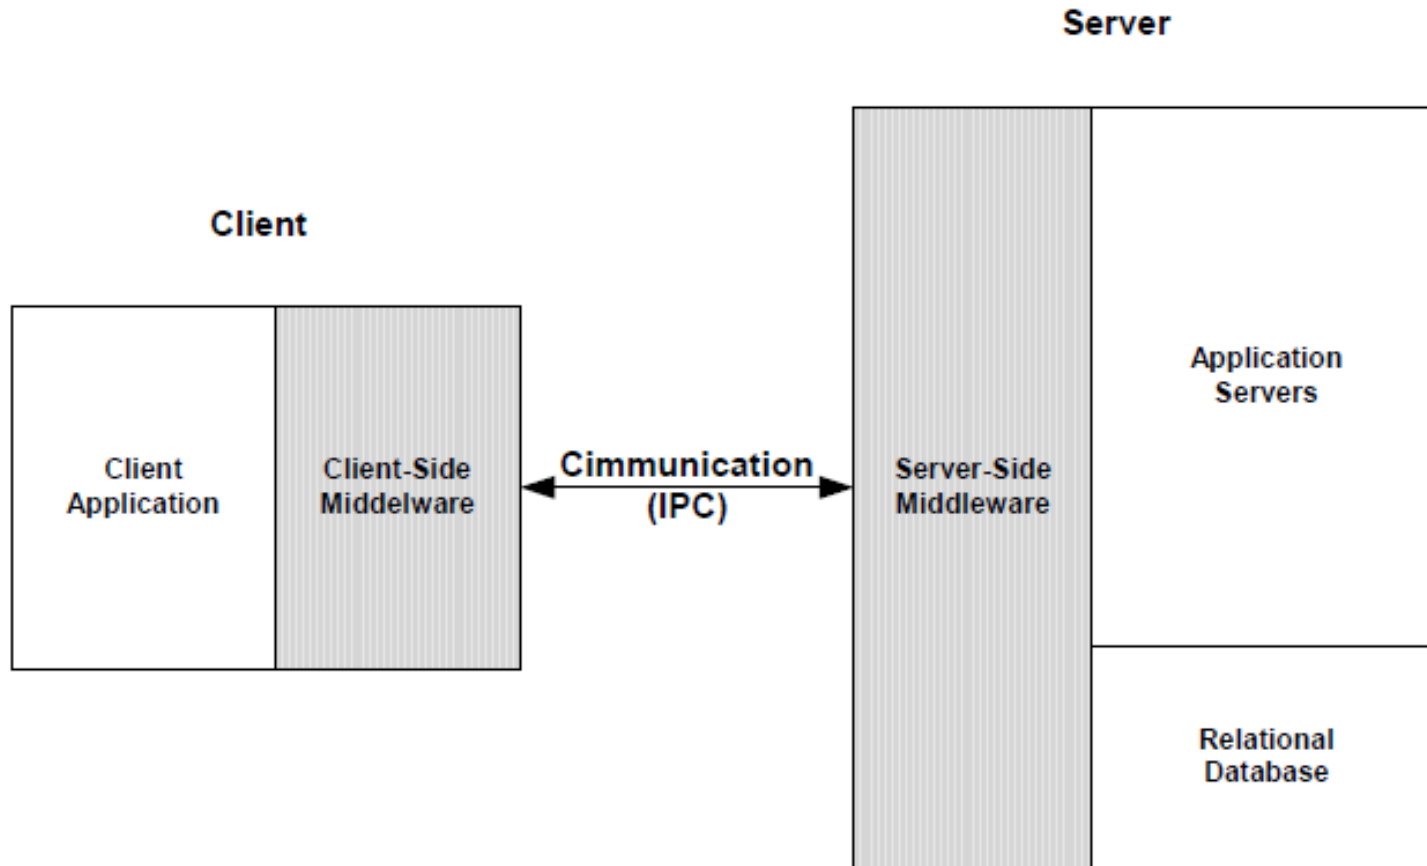 Server
Client
Application
Servers
Client
Application
Client-Side
Middelware
Cimmunication
(IPC)
Server-Side
Middleware
Relational
Database